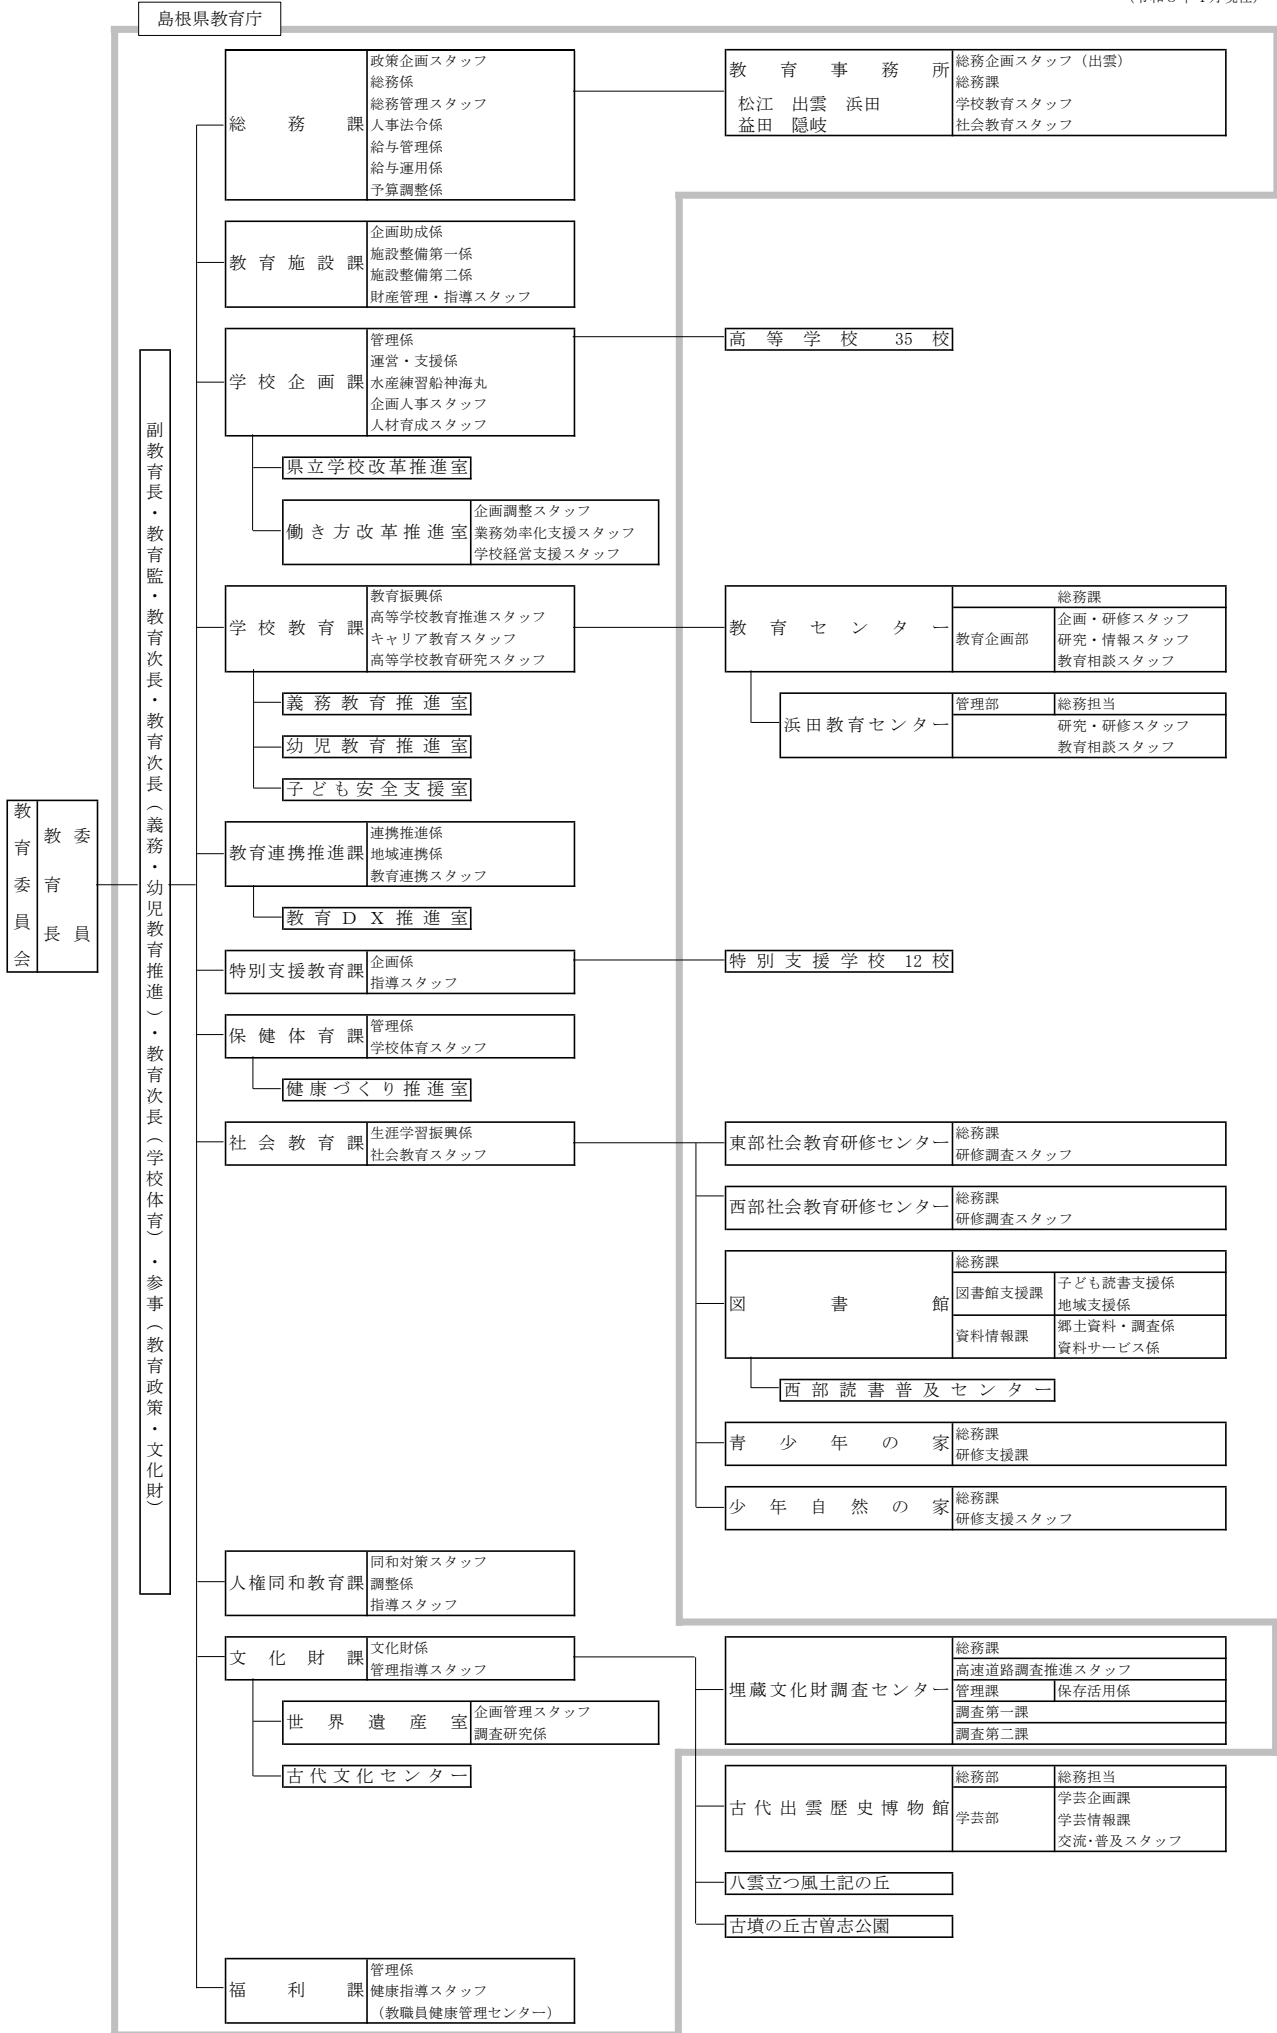 島根県教育庁
総務課
政策企画スタッフ
総務係
総務管理スタッフ
人事法令係
給与管理係
給与運用係
予算調整係
教育事務所
松江 出雲 浜田
益田 隠岐
総務企画スタッフ（出雲）
総務課
学校教育スタッフ
社会教育スタッフ
教育施設課
企画助成係
施設整備第一係
施設整備第二係
財産管理・指導スタッフ
学校企画課
管理係
運営・支援係
水産練習船神海丸
企画人事スタッフ
人材育成スタッフ
高等学校 35 校
県立学校改革推進室
働き方改革推進室
企画調整スタッフ
業務効率化支援スタッフ
学校経営支援スタッフ
学校教育課
教育振興係
高等学校教育推進スタッフ
キャリア教育スタッフ
高等学校教育研究スタッフ
教育センター
総務課
教育企画部
企画・研修スタッフ
研究・情報スタッフ
教育相談スタッフ
義務教育推進室
幼児教育推進室
子ども安全支援室
浜田教育センター
管理部
総務担当
研究・研修スタッフ
教育相談スタッフ
教育委員会
教育長
委員
副教育長・教育監・教育次長・教育次長（義務・幼児教育推進）・教育次長（学校体育）・参事（教育政策・文化財）
教育連携推進課
連携推進係
地域連携係
教育連携スタッフ
教育ＤＸ推進室
特別支援教育課
企画係
指導スタッフ
特別支援学校 12 校
保健体育課
管理係
学校体育スタッフ
健康づくり推進室
社会教育課
生涯学習振興係
社会教育スタッフ
東部社会教育研修センター
総務課
研修調査スタッフ
西部社会教育研修センター
総務課
研修調査スタッフ
図書館
総務課
図書館支援課
子ども読書支援係
地域支援係
資料情報課
郷土資料・調査係
資料サービス係
西部読書普及センター
青少年の家
総務課
研修支援課
少年自然の家
総務課
研修支援スタッフ
人権同和教育課
同和対策スタッフ
調整係
指導スタッフ
文化財課
文化財係
管理指導スタッフ
世界遺産室
企画管理スタッフ
調査研究係
古代文化センター
埋蔵文化財調査センター
総務課
高速道路調査推進スタッフ
管理課
保存活用係
調査第一課
調査第二課
古代出雲歴史博物館
総務部
総務担当
学芸部
学芸企画課
学芸情報課
交流・普及スタッフ
八雲立つ風土記の丘
古墳の丘古曽志公園
福利課
管理係
健康指導スタッフ
（教職員健康管理センター）